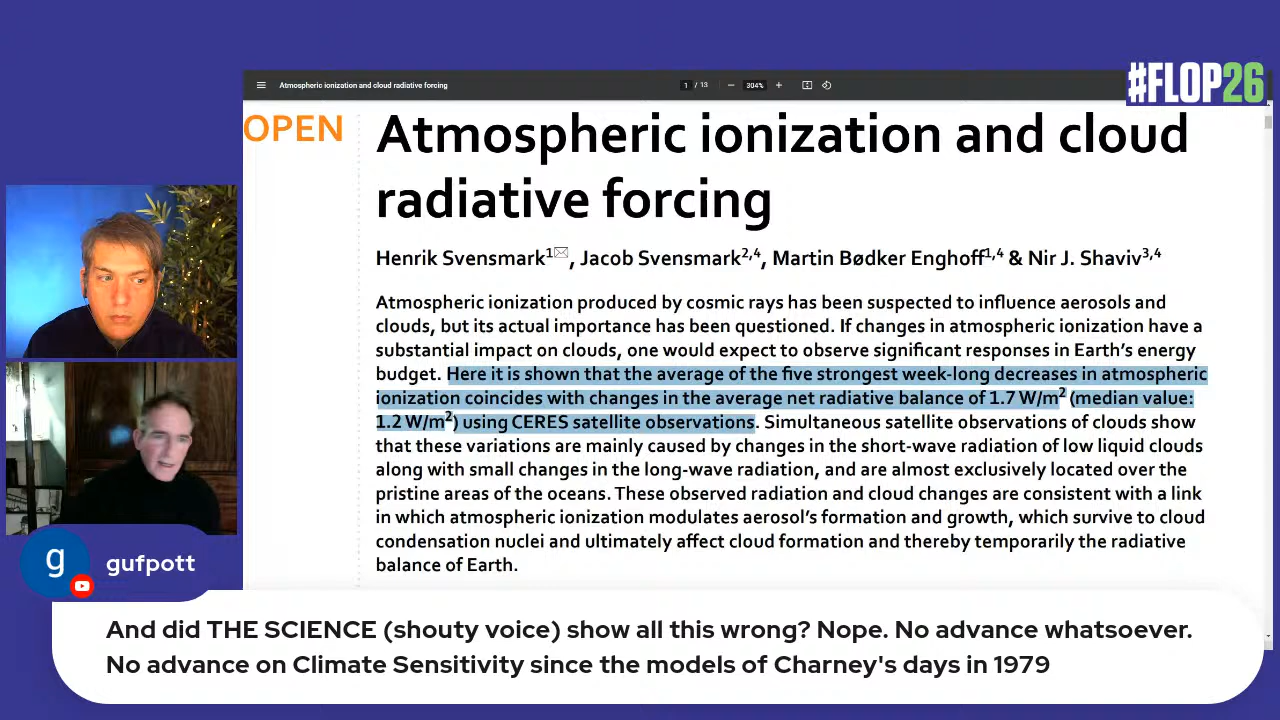 #FLOP26
Atmospheric ionization and cloud radiative forcing
1 / 13
304%
OPEN
Atmospheric ionization and cloud
radiative forcing
Henrik Svensmark1✉, Jacob Svensmark2,4, Martin Bødker Enghoff1,4 & Nir J. Shaviv3,4
Atmospheric ionization produced by cosmic rays has been suspected to influence aerosols and
clouds, but its actual importance has been questioned. If changes in atmospheric ionization have a
substantial impact on clouds, one would expect to observe significant responses in Earth's energy
budget. Here it is shown that the average of the five strongest week-long decreases in atmospheric
ionization coincides with changes in the average net radiative balance of 1.7 W/m2 (median value:
1.2 W/m2) using CERES satellite observations. Simultaneous satellite observations of clouds show
that these variations are mainly caused by changes in the short-wave radiation of low liquid clouds
along with small changes in the long-wave radiation, and are almost exclusively located over the
pristine areas of the oceans. These observed radiation and cloud changes are consistent with a link
in which atmospheric ionization modulates aerosol's formation and growth, which survive to cloud
condensation nuclei and ultimately affect cloud formation and thereby temporarily the radiative
balance of Earth.
g
gufpott
And did THE SCIENCE (shouty voice) show all this wrong? Nope. No advance whatsoever.
No advance on Climate Sensitivity since the models of Charney's days in 1979